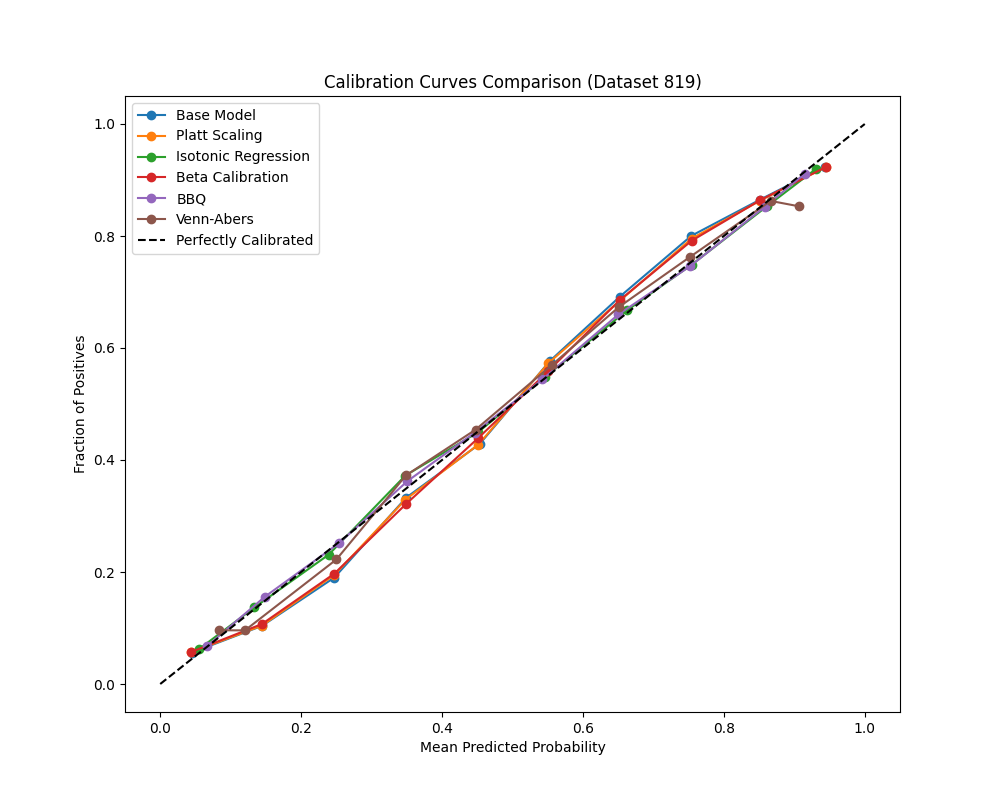 Calibration Curves Comparison (Dataset 819)
Base Model
Platt Scaling
Isotonic Regression
Beta Calibration
BBQ
Venn-Abers
Perfectly Calibrated
1.0
0.8
0.6
0.4
0.2
0.0
Fraction of Positives
0.0 0.2 0.4 0.6 0.8 1.0
Mean Predicted Probability